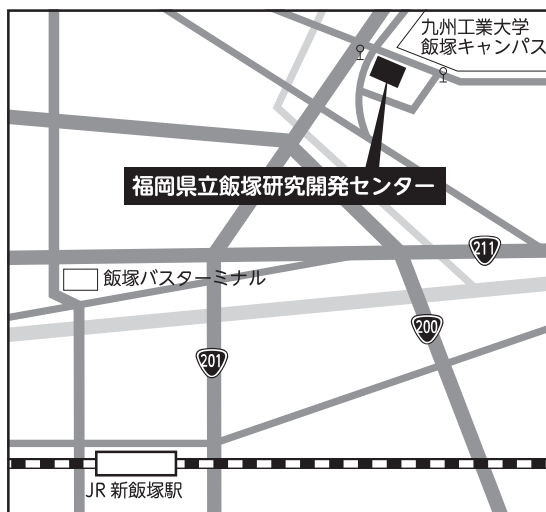 九州工業大学
飯塚キャンパス
福岡県立飯塚研究開発センター
211
飯塚バスターミナル
200
201
JR 新飯塚駅